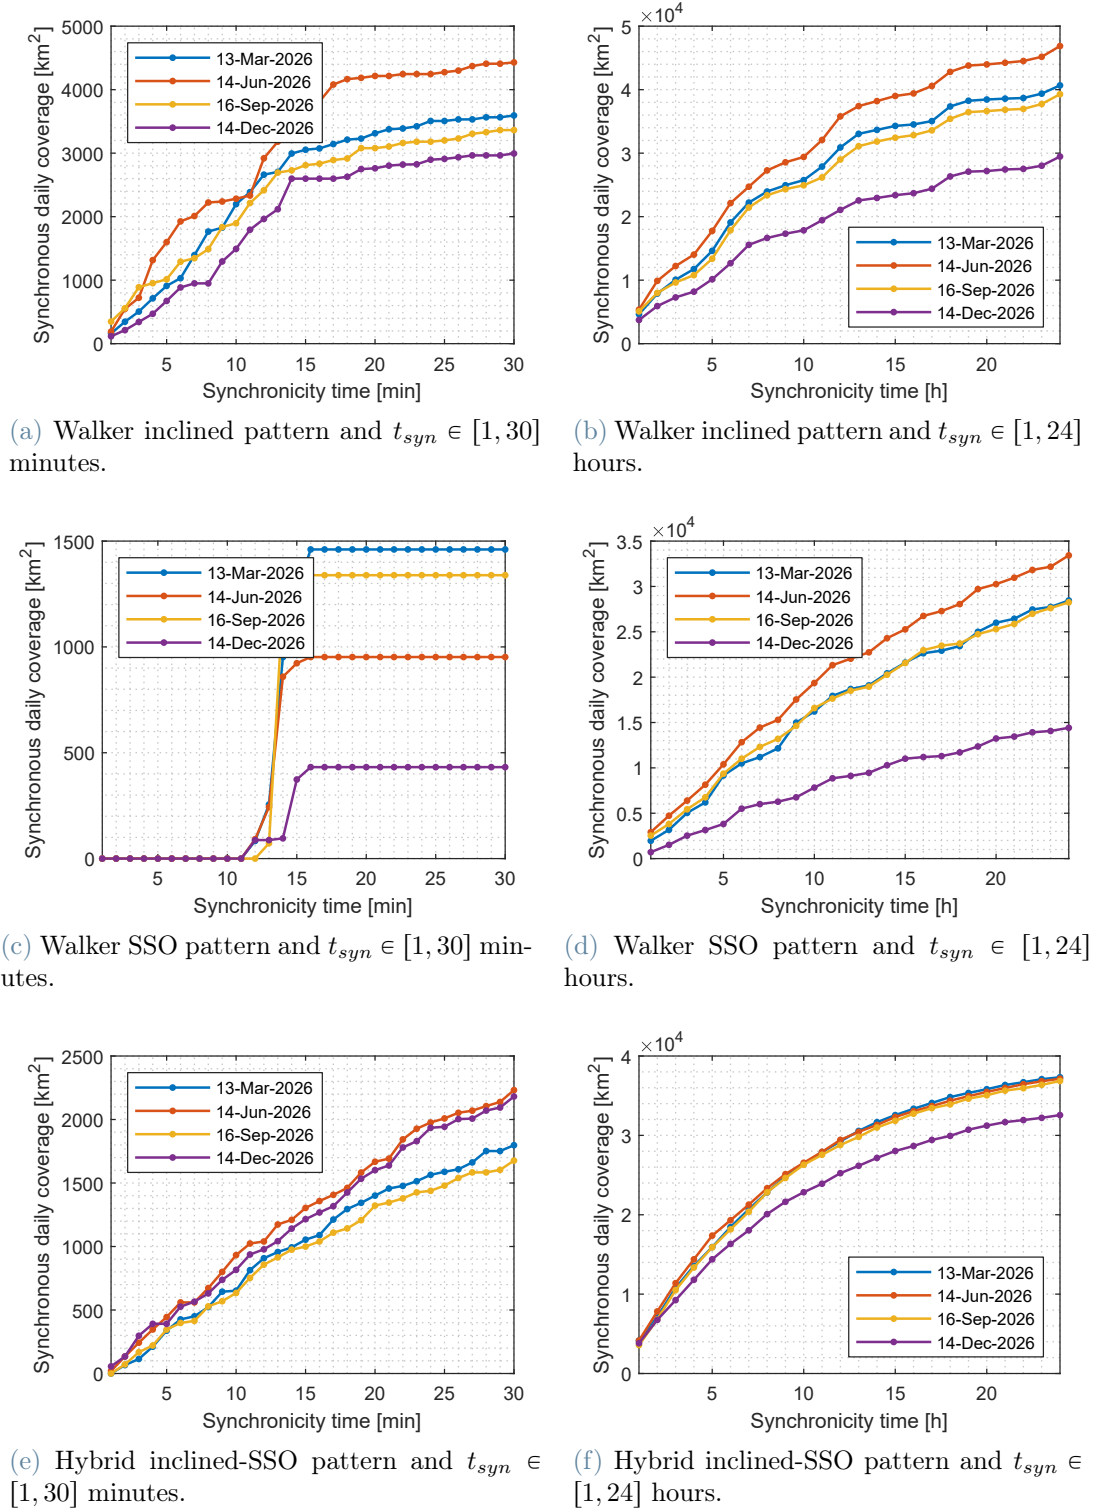 5000
4000
3000
2000
1000
0
Synchronous daily coverage [km²]
13-Mar-2026
14-Jun-2026
16-Sep-2026
14-Dec-2026
5 10 15 20 25 30
Synchronicity time [min]
(a) Walker inclined pattern and t_syn ∈ [1, 30]
minutes.
×10⁴
5
4
3
2
1
0
Synchronous daily coverage [km²]
13-Mar-2026
14-Jun-2026
16-Sep-2026
14-Dec-2026
5 10 15 20
Synchronicity time [h]
(b) Walker inclined pattern and t_syn ∈ [1, 24]
hours.
1500
1000
500
0
Synchronous daily coverage [km²]
13-Mar-2026
14-Jun-2026
16-Sep-2026
14-Dec-2026
5 10 15 20 25 30
Synchronicity time [min]
(c) Walker SSO pattern and t_syn ∈ [1, 30] min-
utes.
×10⁴
3.5
3
2.5
2
1.5
1
0.5
0
Synchronous daily coverage [km²]
13-Mar-2026
14-Jun-2026
16-Sep-2026
14-Dec-2026
5 10 15 20
Synchronicity time [h]
(d) Walker SSO pattern and t_syn ∈ [1, 24]
hours.
2500
2000
1500
1000
500
0
Synchronous daily coverage [km²]
13-Mar-2026
14-Jun-2026
16-Sep-2026
14-Dec-2026
5 10 15 20 25 30
Synchronicity time [min]
(e) Hybrid inclined-SSO pattern and t_syn ∈
[1, 30] minutes.
×10⁴
4
3
2
1
0
Synchronous daily coverage [km²]
13-Mar-2026
14-Jun-2026
16-Sep-2026
14-Dec-2026
5 10 15 20
Synchronicity time [h]
(f) Hybrid inclined-SSO pattern and t_syn ∈
[1, 24] hours.